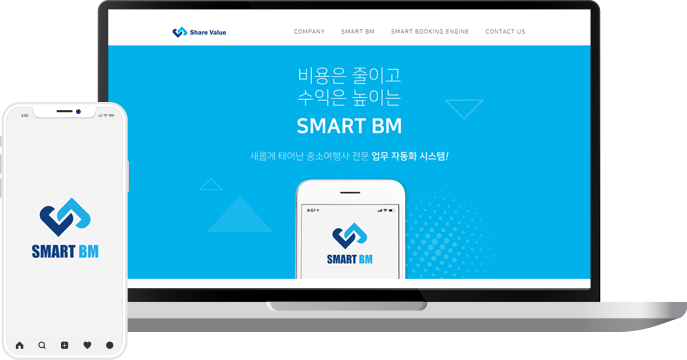 Share Value
COMPANY SMART BM SMART BOOKING ENGINE CONTACT US
비용은 줄이고
수익은 높이는
SMART BM
새롭게 태어난 중소여행사 전문 업무 자동화 시스템!
9:57
SMART BM
SMART BM